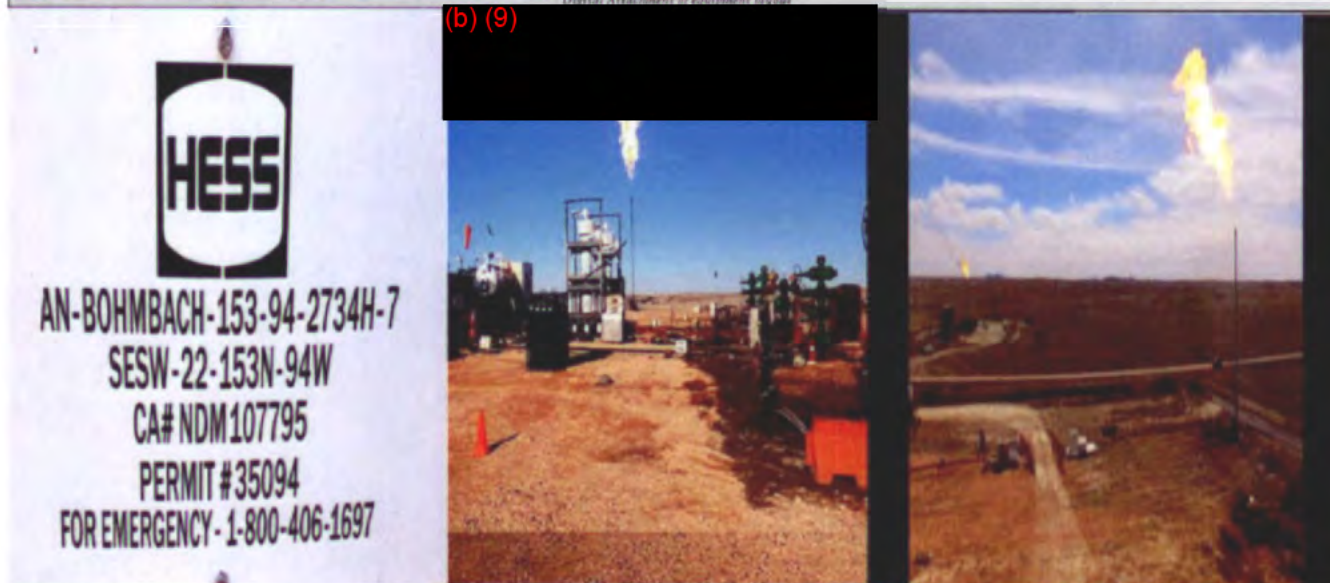 (b) (9)
HESS
AN-BOHMBACH-153-94-2734H-7
SESW-22-153N-94W
CA# NDM107795
PERMIT #35094
FOR EMERGENCY - 1-800-406-1697